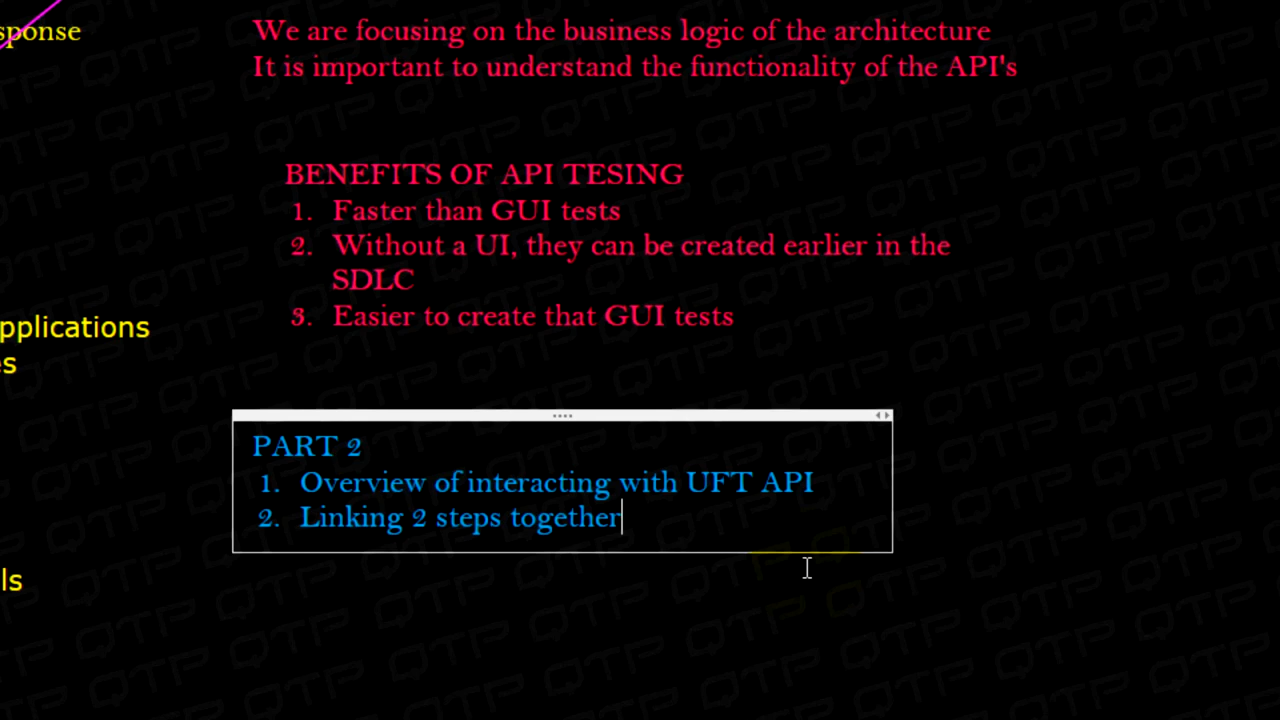 sponse
We are focusing on the business logic of the architecture
It is important to understand the functionality of the API's
BENEFITS OF API TESING
1. Faster than GUI tests
2. Without a UI, they can be created earlier in the
SDLC
3. Easier to create that GUI tests
pplications
es
PART 2
1. Overview of interacting with UFT API
2. Linking 2 steps together
ls